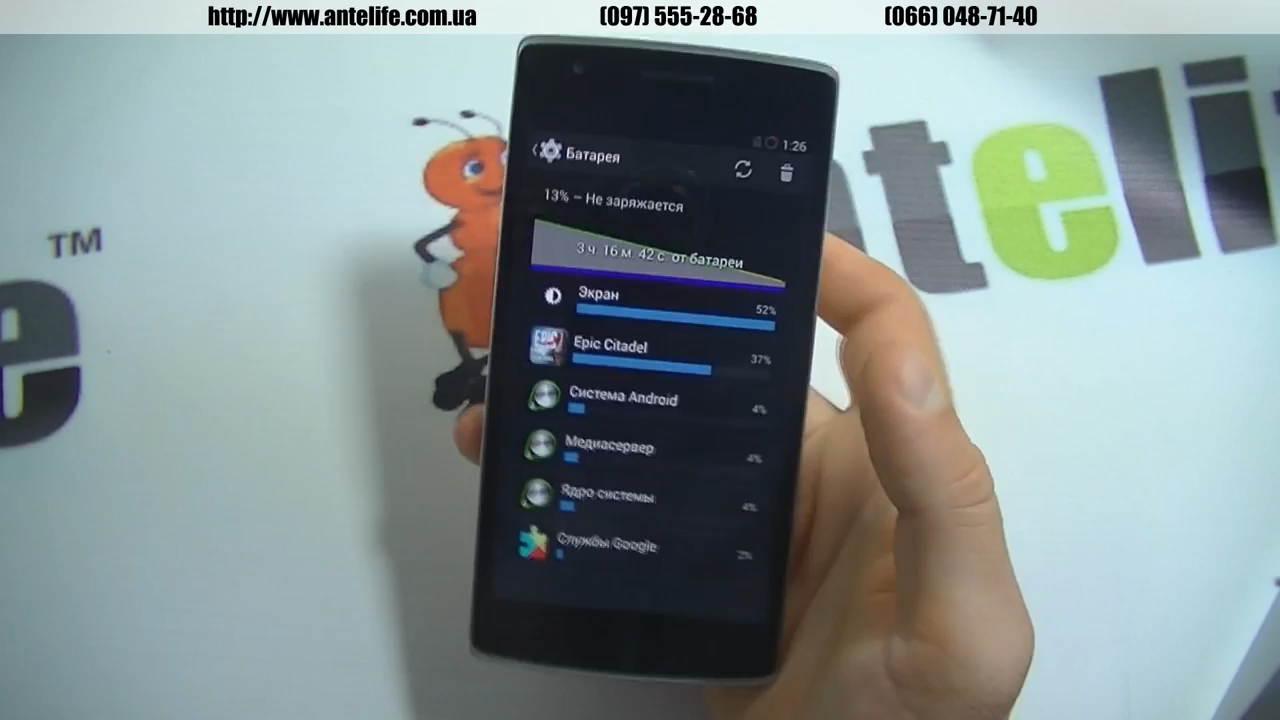 http://www.antelife.com.ua (097) 555-28-68 (066) 048-71-40
TM
e
nteli
1:26
Батарея
13% – Не заряжается
3 ч. 16 м. 42 с. от батареи
Экран
52%
EPIC
Epic Citadel
37%
Система Android
4%
Медиасервер
4%
Ядро системы
4%
Службы Google
2%